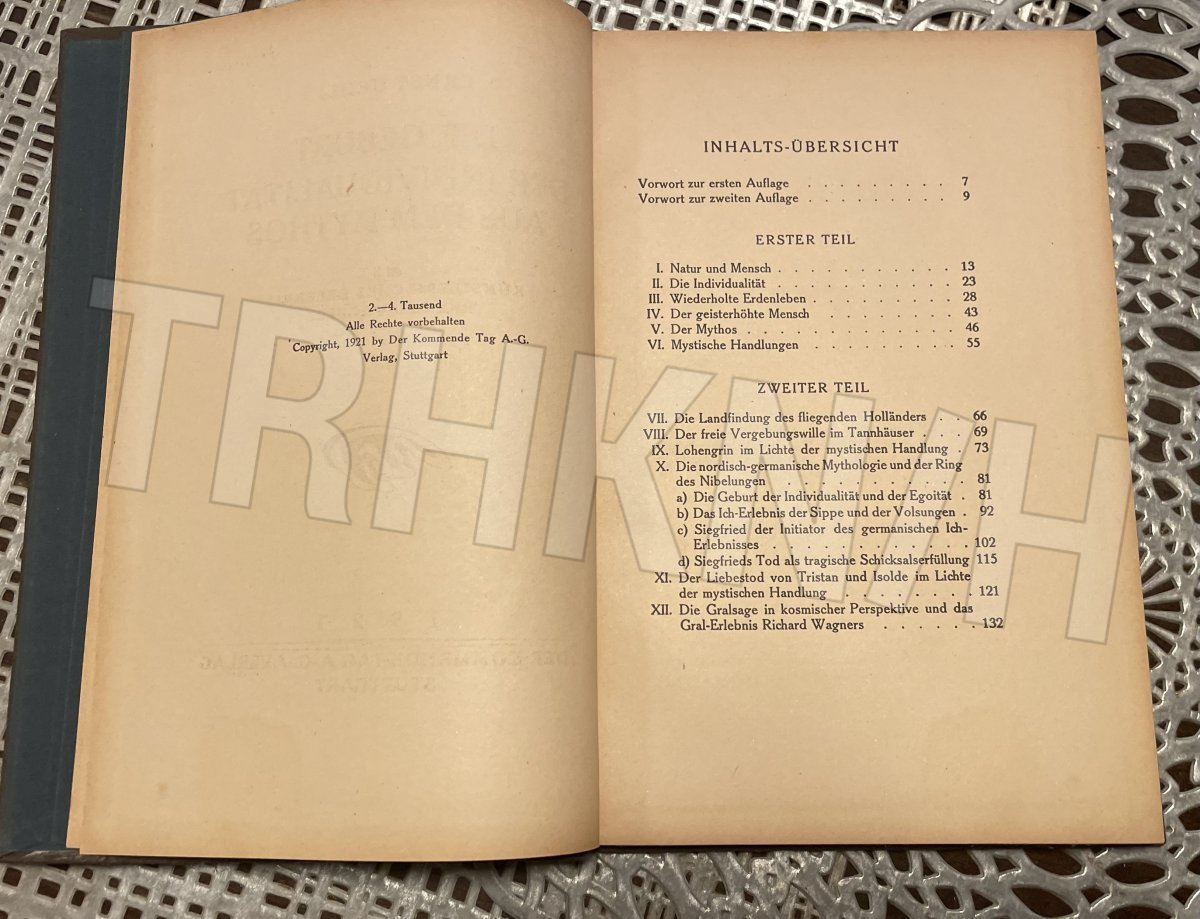 2.—4. Tausend
Alle Rechte vorbehalten
Copyright, 1921 by Der Kommende Tag A.-G.
Verlag, Stuttgart
INHALTS-ÜBERSICHT
Vorwort zur ersten Auflage . . . . . . . . . 7
Vorwort zur zweiten Auflage . . . . . . . . . 9
ERSTER TEIL
I. Natur und Mensch . . . . . . . . . . . 13
II. Die Individualität . . . . . . . . . . . 23
III. Wiederholte Erdenleben . . . . . . . . . 28
IV. Der geisterhöhte Mensch . . . . . . . . 43
V. Der Mythos . . . . . . . . . . . . . 46
VI. Mystische Handlungen . . . . . . . . . 55
ZWEITER TEIL
VII. Die Landfindung des fliegenden Holländers . . 66
VIII. Der freie Vergebungswille im Tannhäuser . . . 69
IX. Lohengrin im Lichte der mystischen Handlung . 73
X. Die nordisch-germanische Mythologie und der Ring
des Nibelungen . . . . . . . . . . . 81
a) Die Geburt der Individualität und der Egoität . 81
b) Das Ich-Erlebnis der Sippe und der Volsungen . 92
c) Siegfried der Initiator des germanischen Ich-
Erlebnisses . . . . . . . . . . . . 102
d) Siegfrieds Tod als tragische Schicksalserfüllung 115
XI. Der Liebestod von Tristan und Isolde im Lichte
der mystischen Handlung . . . . . . . . 121
XII. Die Gralsage in kosmischer Perspektive und das
Gral-Erlebnis Richard Wagners . . . . . . 132